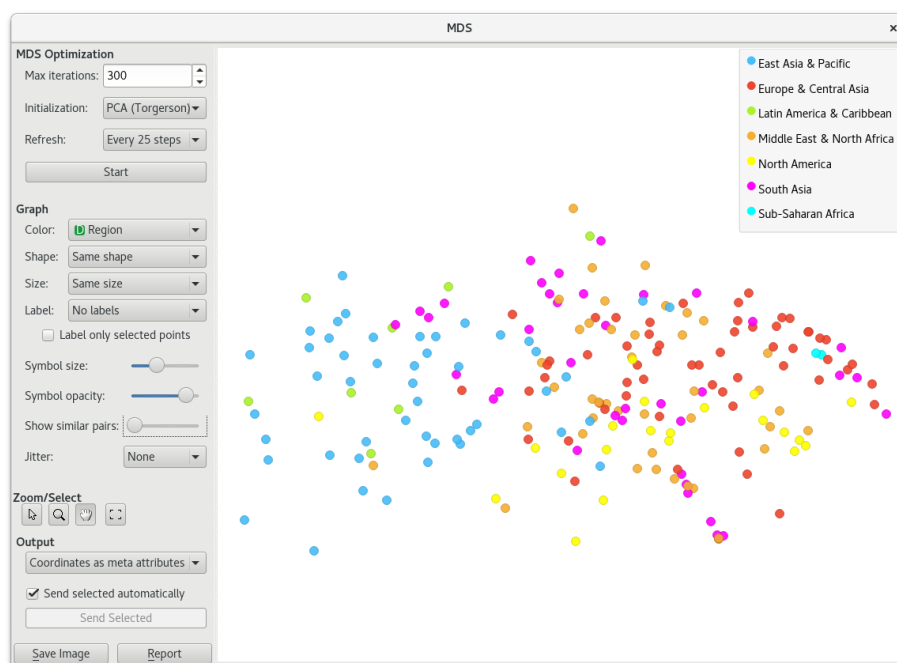 MDS
×
MDS Optimization
Max iterations: 300
Initialization: PCA (Torgerson)
Refresh: Every 25 steps
Start
Graph
Color: D Region
Shape: Same shape
Size: Same size
Label: No labels
Label only selected points
Symbol size:
Symbol opacity:
Show similar pairs:
Jitter: None
Zoom/Select
Output
Coordinates as meta attributes
Send selected automatically
Send Selected
Save Image Report
East Asia & Pacific
Europe & Central Asia
Latin America & Caribbean
Middle East & North Africa
North America
South Asia
Sub-Saharan Africa